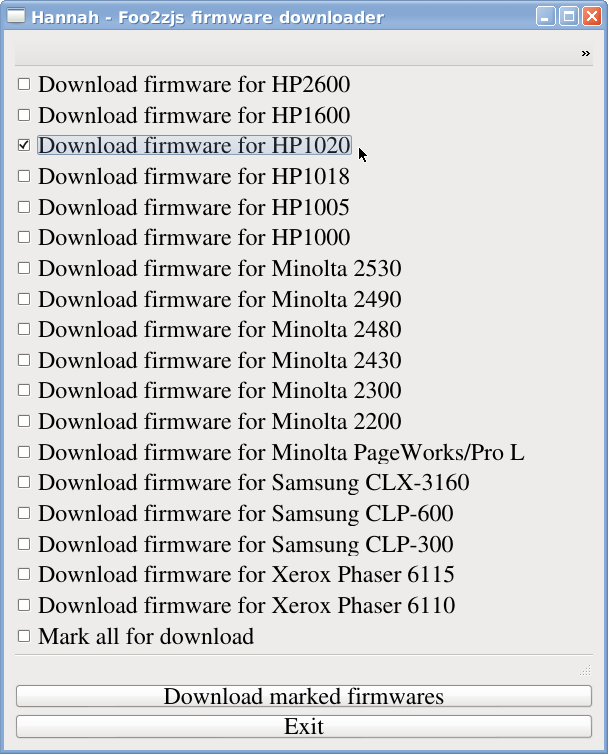 Hannah - Foo2zjs firmware downloader
»
Download firmware for HP2600
Download firmware for HP1600
Download firmware for HP1020
Download firmware for HP1018
Download firmware for HP1005
Download firmware for HP1000
Download firmware for Minolta 2530
Download firmware for Minolta 2490
Download firmware for Minolta 2480
Download firmware for Minolta 2430
Download firmware for Minolta 2300
Download firmware for Minolta 2200
Download firmware for Minolta PageWorks/Pro L
Download firmware for Samsung CLX-3160
Download firmware for Samsung CLP-600
Download firmware for Samsung CLP-300
Download firmware for Xerox Phaser 6115
Download firmware for Xerox Phaser 6110
Mark all for download
Download marked firmwares
Exit